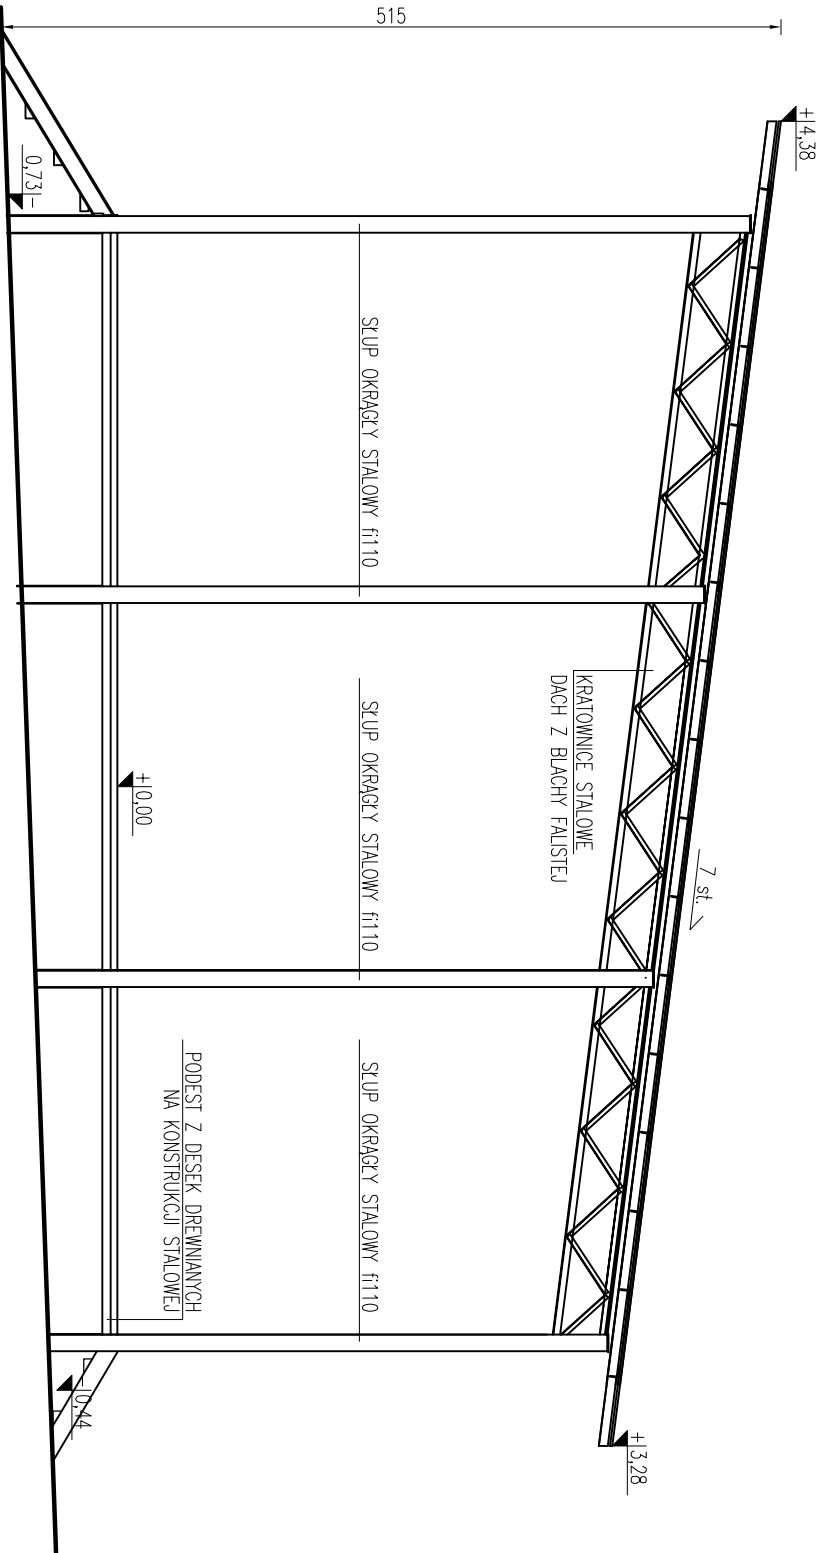 515
+4,38
7 st.
+3,28
KRATOWNICE STALOWE
DACH Z BLACHY FALISTEJ
SŁUP OKRĄGŁY STALOWY fi110
SŁUP OKRĄGŁY STALOWY fi110
SŁUP OKRĄGŁY STALOWY fi110
PODEST Z DESEK DREWNIANYCH
NA KONSTRUKCJI STALOWEJ
+0,00
0,73-
-0,44